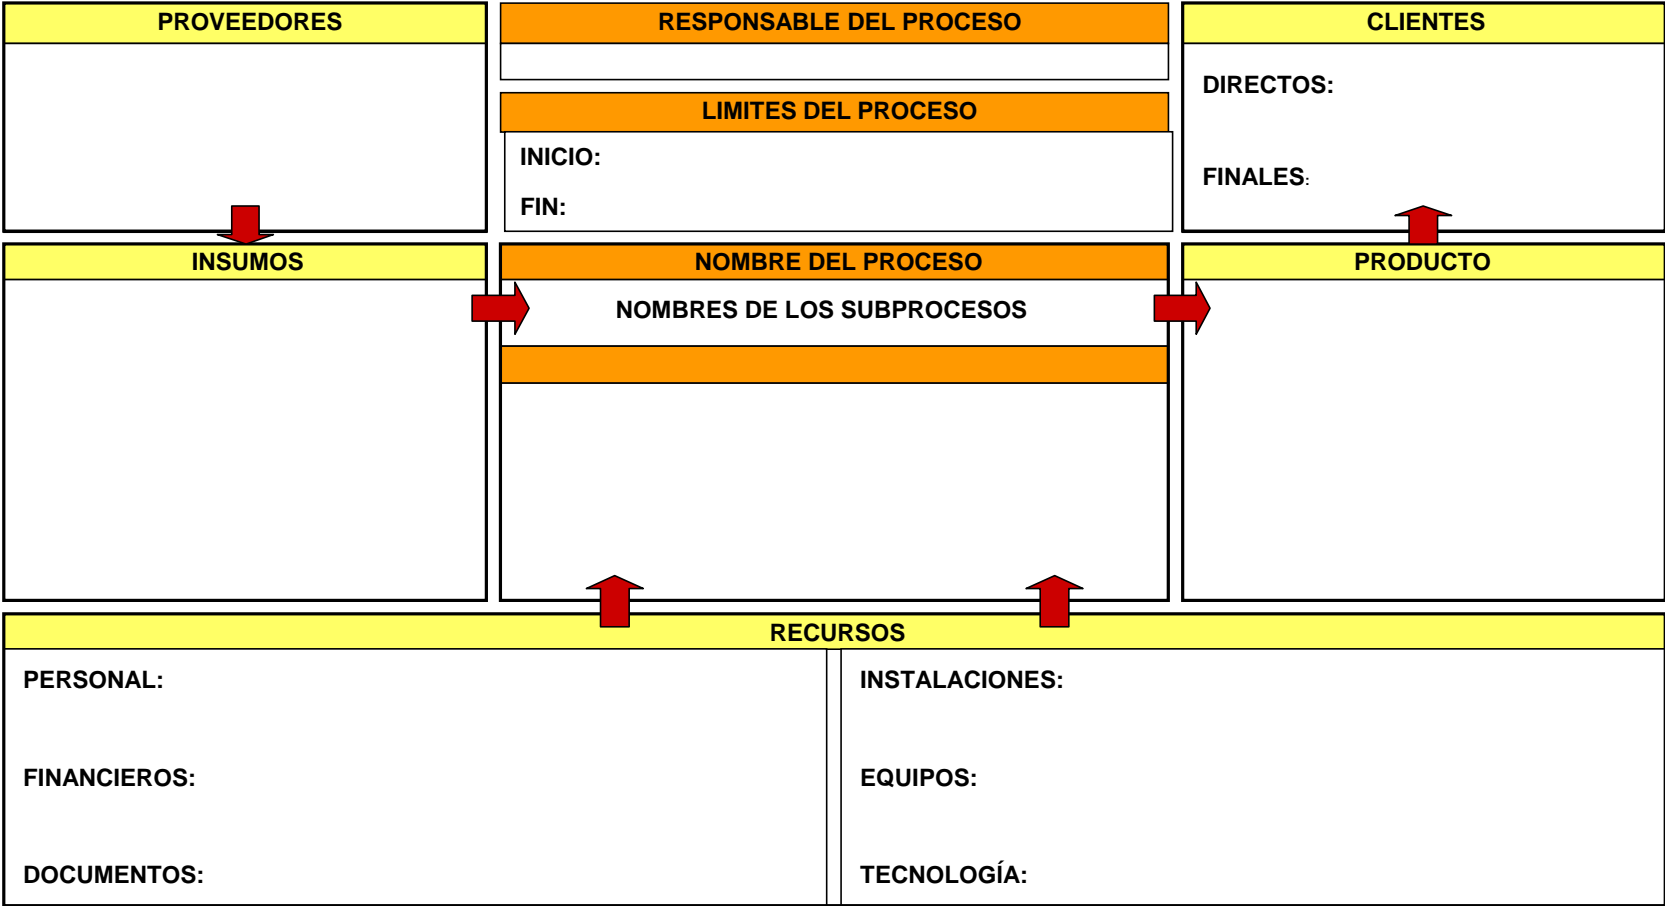 PROVEEDORES
RESPONSABLE DEL PROCESO
CLIENTES
DIRECTOS:
FINALES:
LIMITES DEL PROCESO
INICIO:
FIN:
INSUMOS
NOMBRE DEL PROCESO
NOMBRES DE LOS SUBPROCESOS
PRODUCTO
RECURSOS
PERSONAL:
FINANCIEROS:
DOCUMENTOS:
INSTALACIONES:
EQUIPOS:
TECNOLOGÍA: